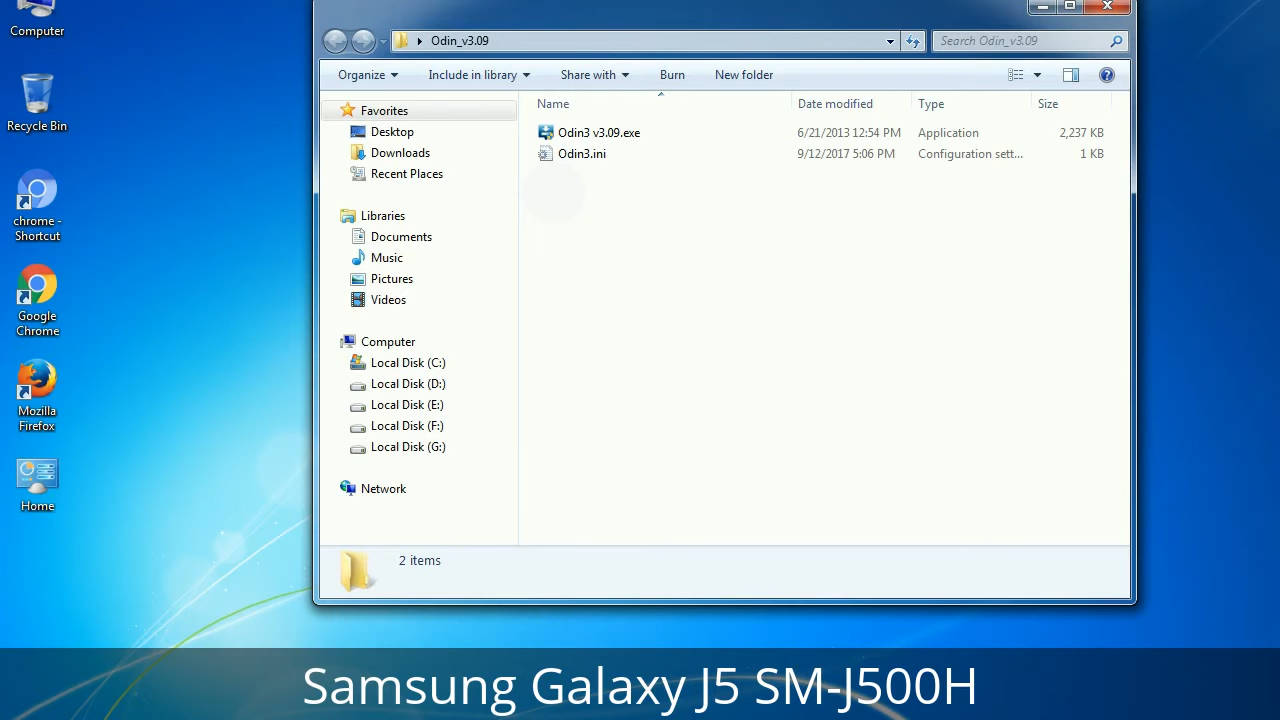 Computer
Recycle Bin
chrome -
Shortcut
Google
Chrome
Mozilla
Firefox
Home
Odin_v3.09
Search Odin_v3.09
Organize
Include in library
Share with
Burn
New folder
Favorites
Desktop
Downloads
Recent Places
Libraries
Documents
Music
Pictures
Videos
Computer
Local Disk (C:)
Local Disk (D:)
Local Disk (E:)
Local Disk (F:)
Local Disk (G:)
Network
Name Date modified Type Size
Odin3 v3.09.exe 6/21/2013 12:54 PM Application 2,237 KB
Odin3.ini 9/12/2017 5:06 PM Configuration sett... 1 KB
2 items
Samsung Galaxy J5 SM-J500H